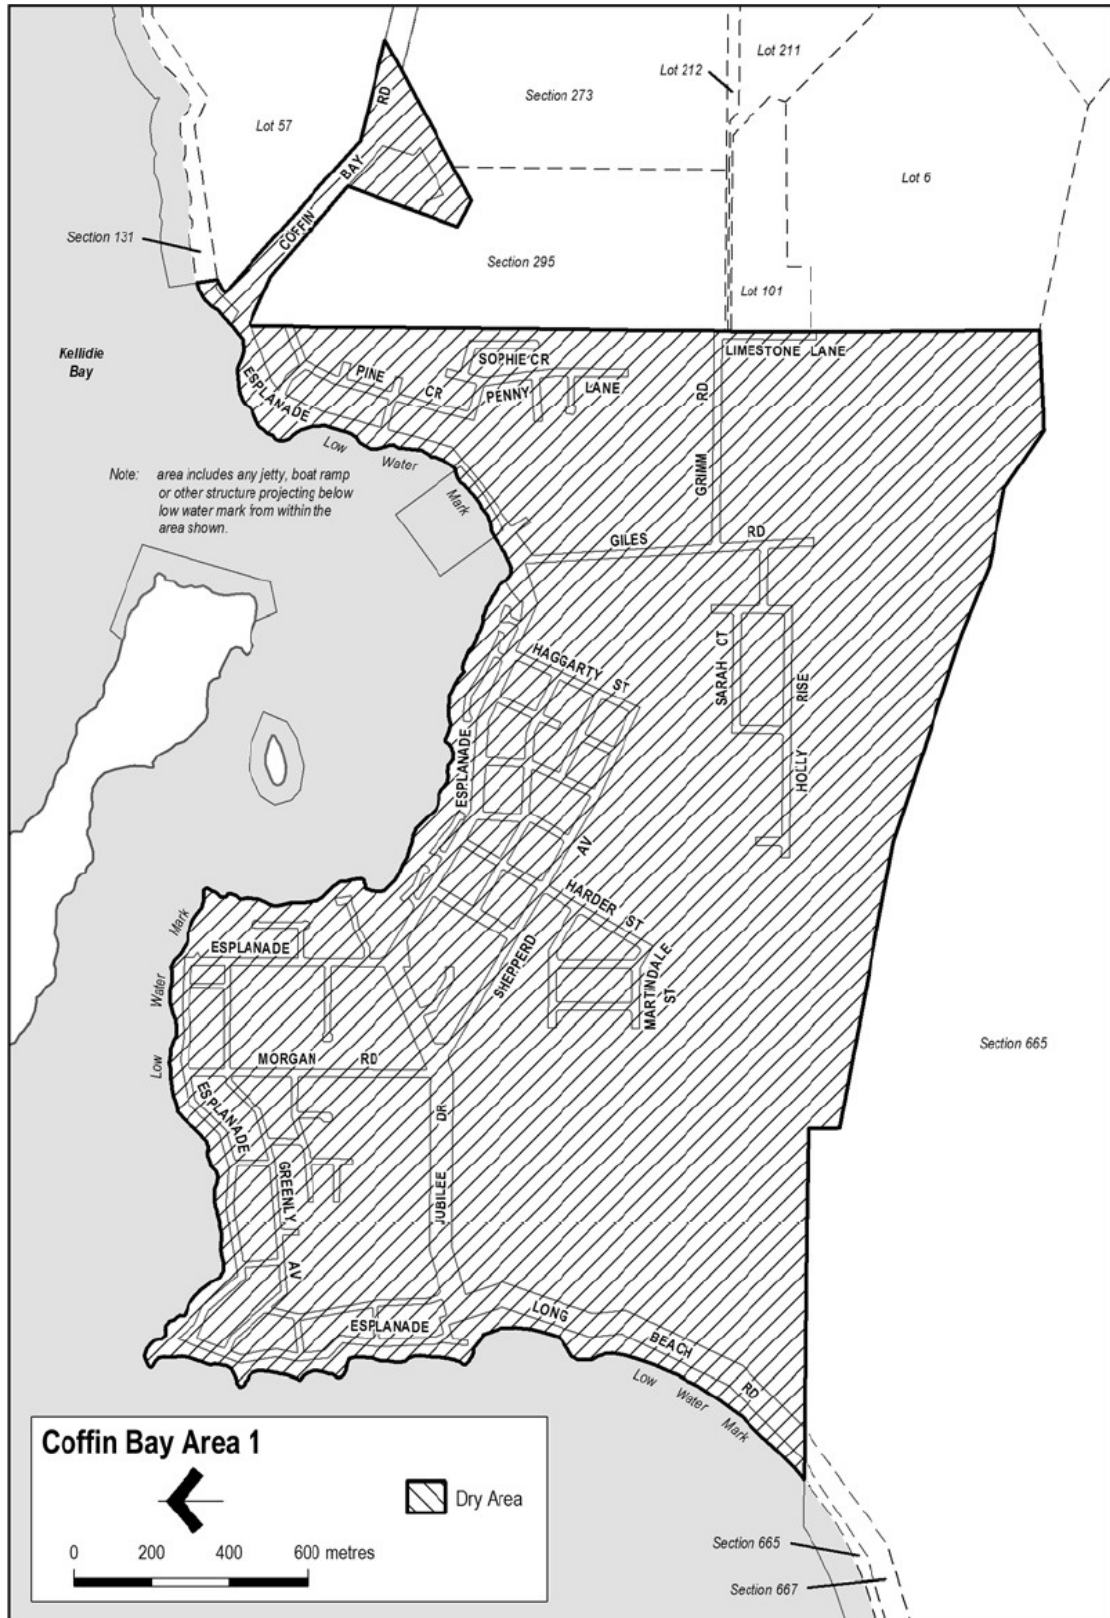 Lot 211
Lot 212
Section 273
RD
Lot 57
BAY
Lot 6
COFFIN
Section 131
Section 295
Lot 101
Kellidie
Bay
LIMESTONE LANE
SOPHIE CR
PINE
CR
PENNY
LANE
ESPLANADE
RD
GRIMM
Low
Water
Mark
Note: area includes any jetty, boat ramp
or other structure projecting below
low water mark from within the
area shown.
GILES
RD
HAGGARTY
ST
SARAH CT
RISE
HOLLY
ESPLANADE
AV
HARDER ST
SHEPPERD
MARTINDALE
ST
Mark
Water
Low
ESPLANADE
MORGAN RD
Section 665
ESPLANADE
GREENLY
AV
DR
JUBILEE
LONG
BEACH
RD
ESPLANADE
Low
Water
Mark
Coffin Bay Area 1
Dry Area
0 200 400 600 metres
Section 665
Section 667